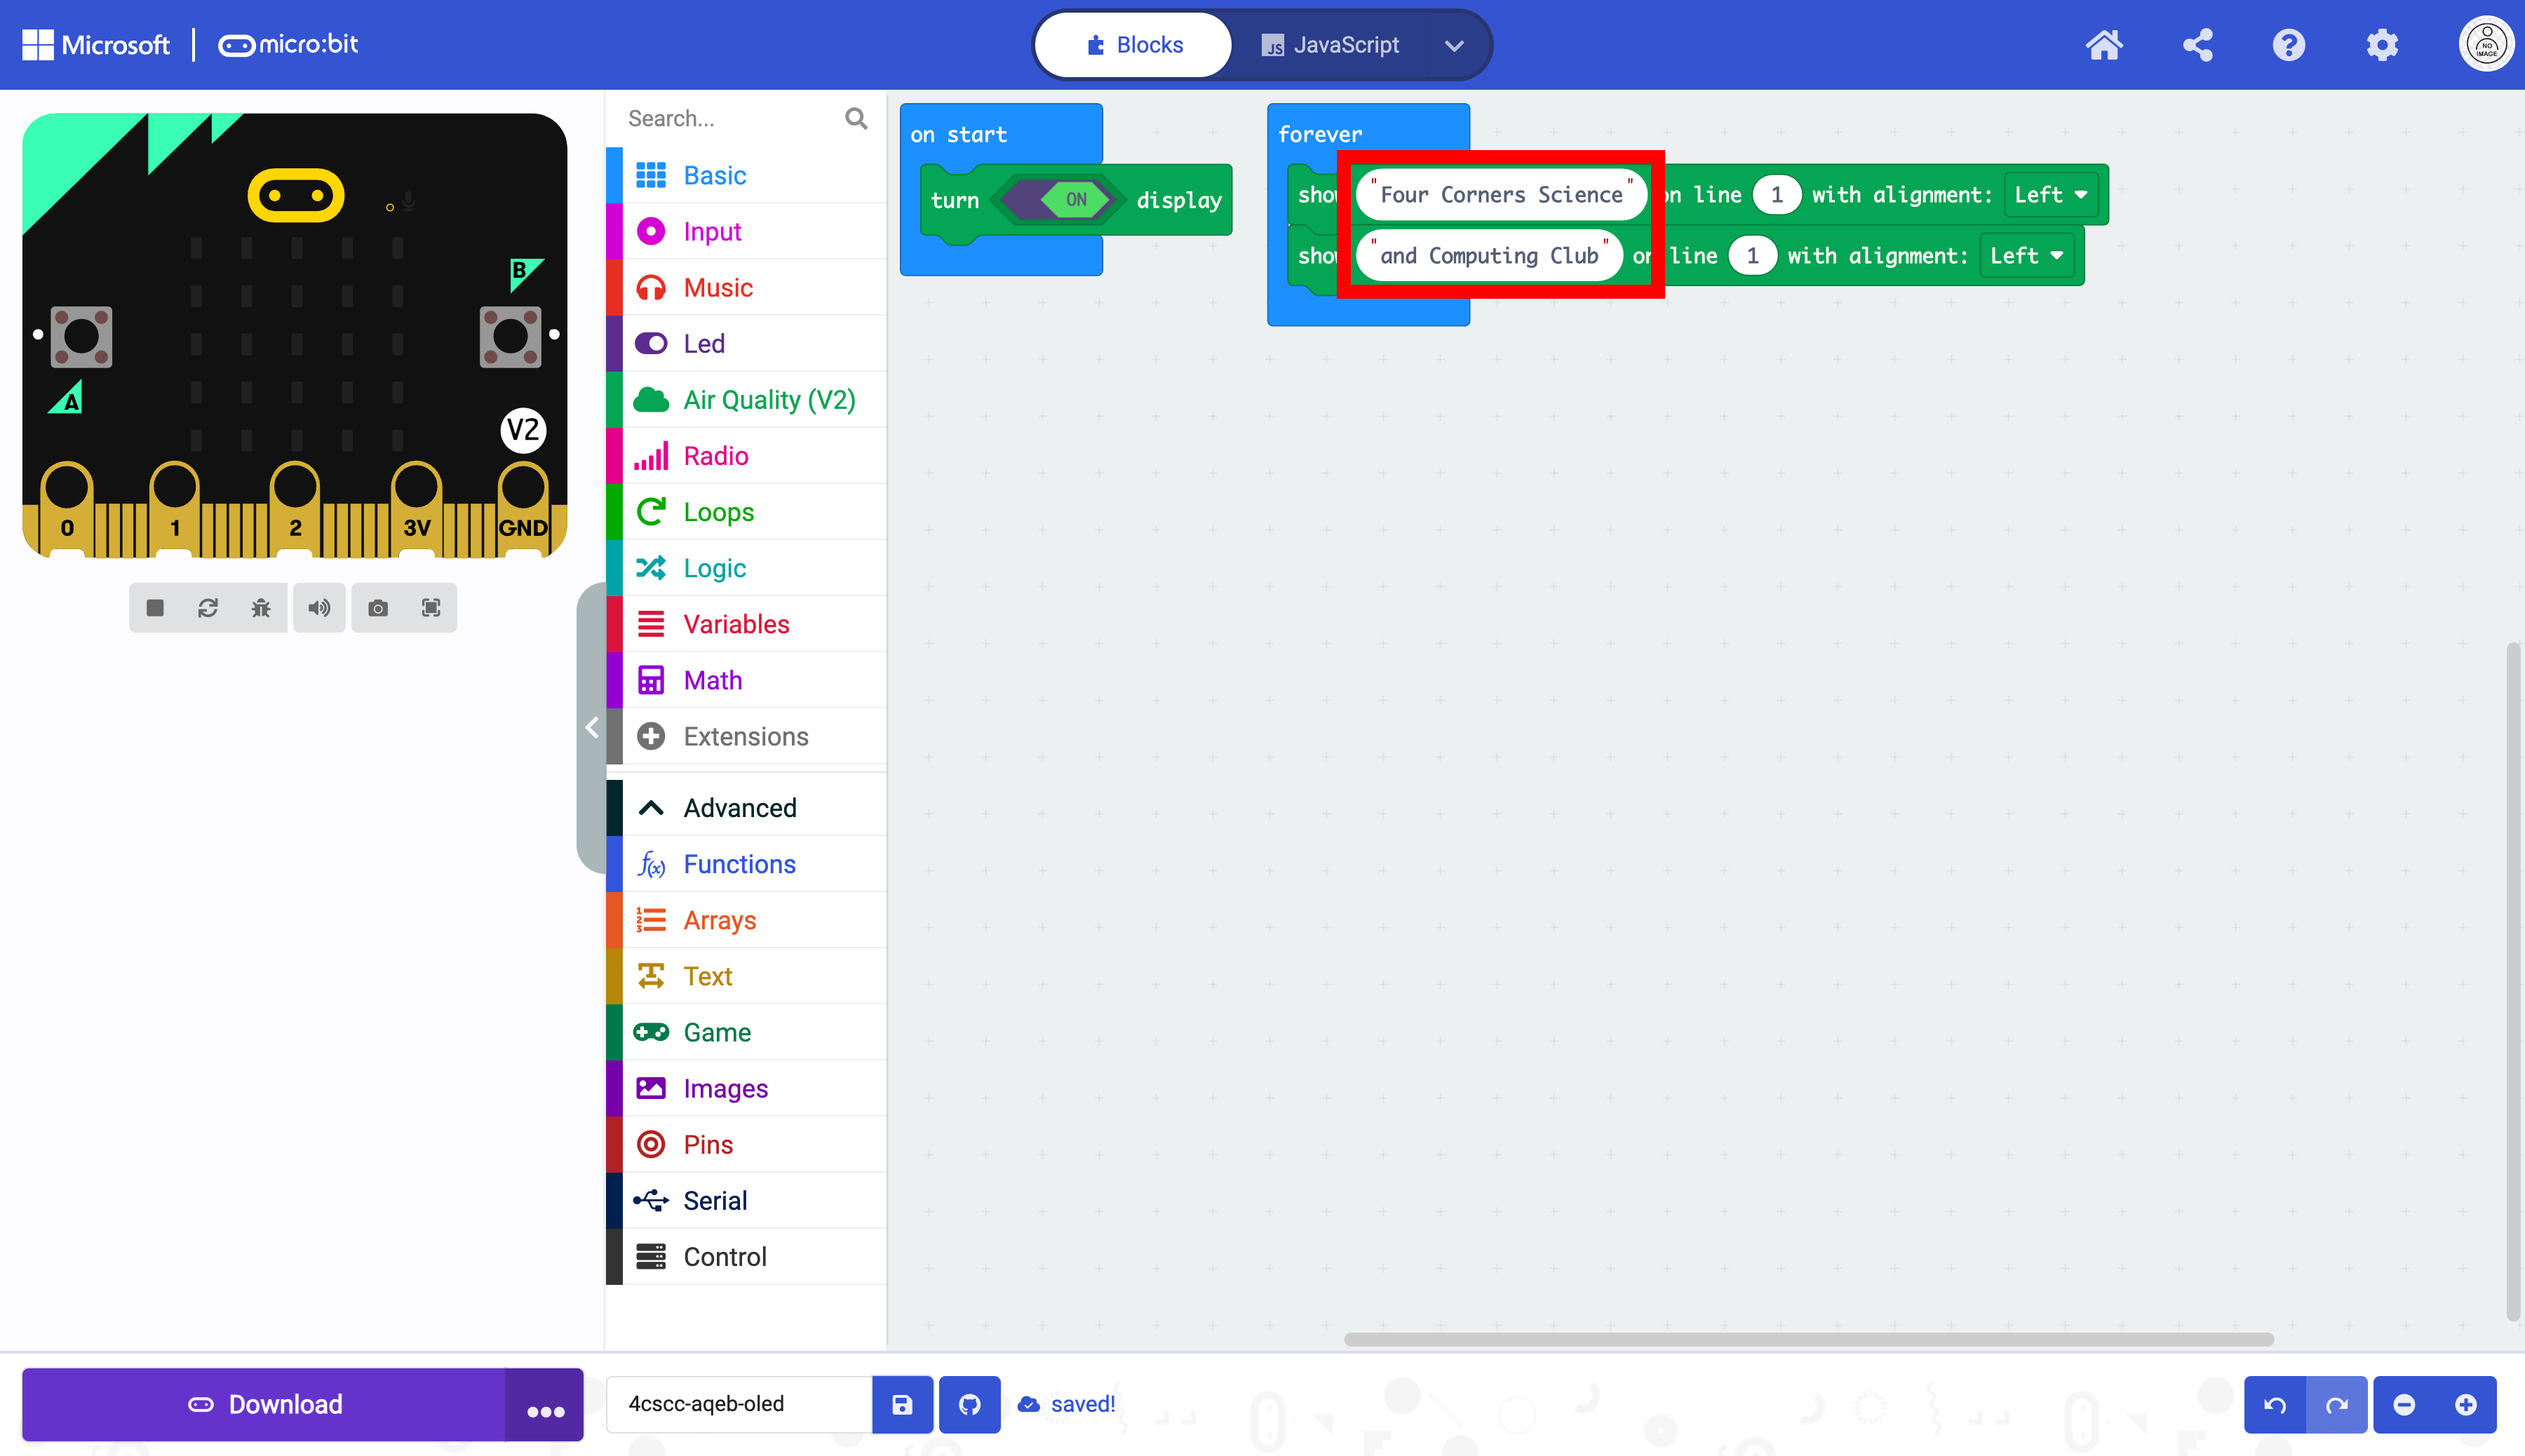 Microsoft | micro:bit
Blocks
JavaScript
NO IMAGE
B
A
V2
0 1 2 3V GND
Search...
Basic
Input
Music
Led
Air Quality (V2)
Radio
Loops
Logic
Variables
Math
Extensions
Advanced
Functions
Arrays
Text
Game
Images
Pins
Serial
Control
on start
turn ON display
forever
"Four Corners Science" on line 1 with alignment: Left
"and Computing Club" on line 1 with alignment: Left
Download
4cscc-aqeb-oled
saved!